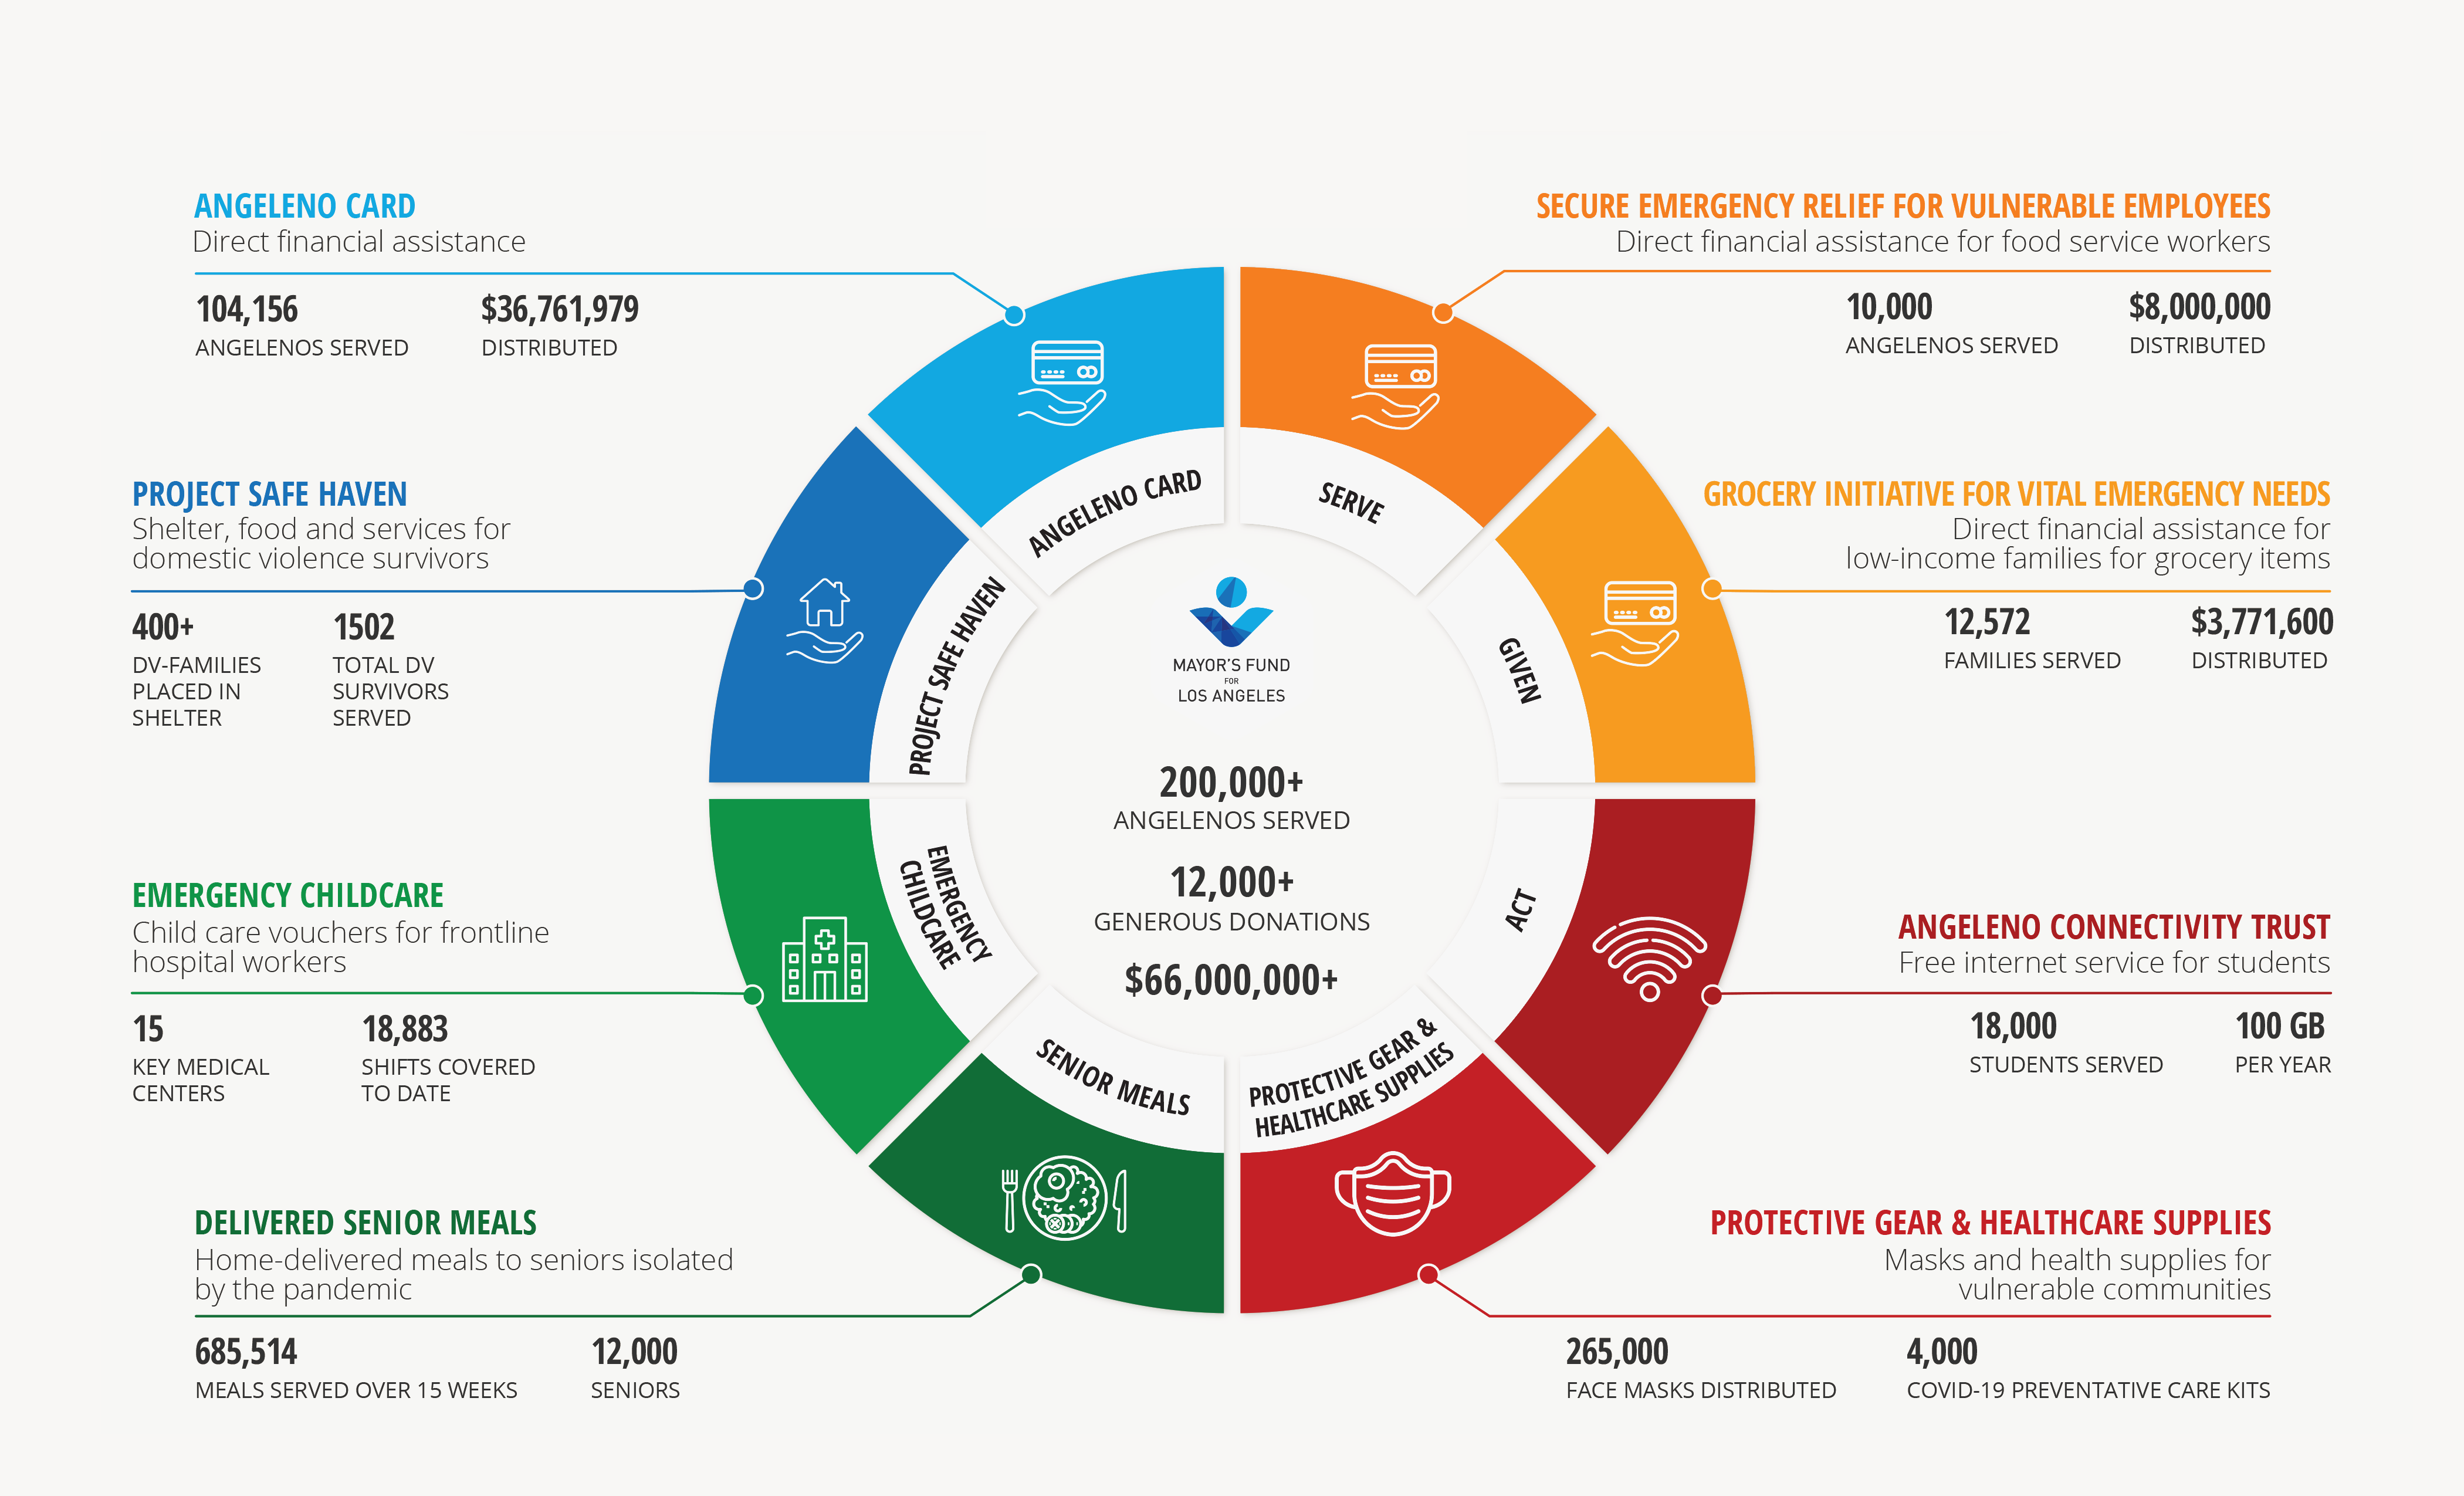 ANGELENO CARD
Direct financial assistance
104,156
ANGELENOS SERVED
$36,761,979
DISTRIBUTED
PROJECT SAFE HAVEN
Shelter, food and services for
domestic violence survivors
400+
DV-FAMILIES
PLACED IN
SHELTER
1502
TOTAL DV
SURVIVORS
SERVED
EMERGENCY CHILDCARE
Child care vouchers for frontline
hospital workers
15
KEY MEDICAL
CENTERS
18,883
SHIFTS COVERED
TO DATE
DELIVERED SENIOR MEALS
Home-delivered meals to seniors isolated
by the pandemic
685,514
MEALS SERVED OVER 15 WEEKS
12,000
SENIORS
ANGELENO CARD
SERVE
PROJECT SAFE HAVEN
GIVEN
EMERGENCY
CHILDCARE
ACT
SENIOR MEALS
PROTECTIVE GEAR &
HEALTHCARE SUPPLIES
MAYOR'S FUND
FOR
LOS ANGELES
200,000+
ANGELENOS SERVED
12,000+
GENEROUS DONATIONS
$66,000,000+
SECURE EMERGENCY RELIEF FOR VULNERABLE EMPLOYEES
Direct financial assistance for food service workers
10,000
ANGELENOS SERVED
$8,000,000
DISTRIBUTED
GROCERY INITIATIVE FOR VITAL EMERGENCY NEEDS
Direct financial assistance for
low-income families for grocery items
12,572
FAMILIES SERVED
$3,771,600
DISTRIBUTED
ANGELENO CONNECTIVITY TRUST
Free internet service for students
18,000
STUDENTS SERVED
100 GB
PER YEAR
PROTECTIVE GEAR & HEALTHCARE SUPPLIES
Masks and health supplies for
vulnerable communities
265,000
FACE MASKS DISTRIBUTED
4,000
COVID-19 PREVENTATIVE CARE KITS